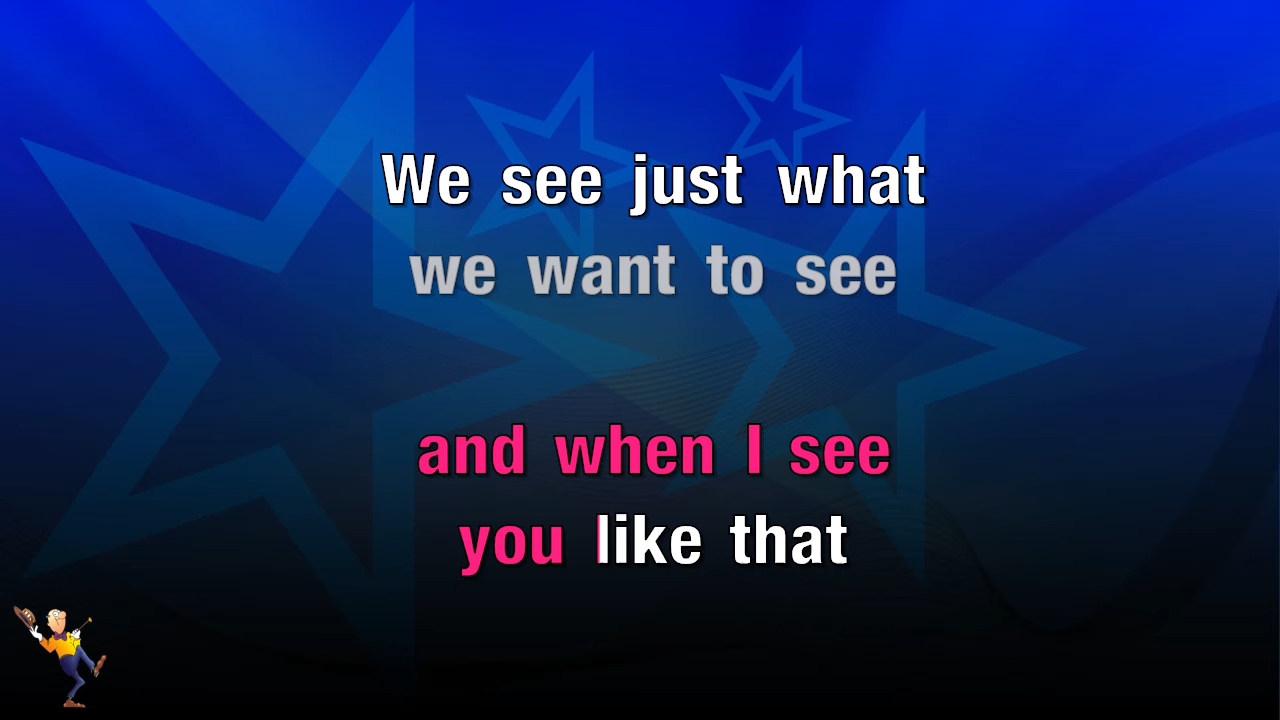 We see just what
we want to see
and when I see
you like that